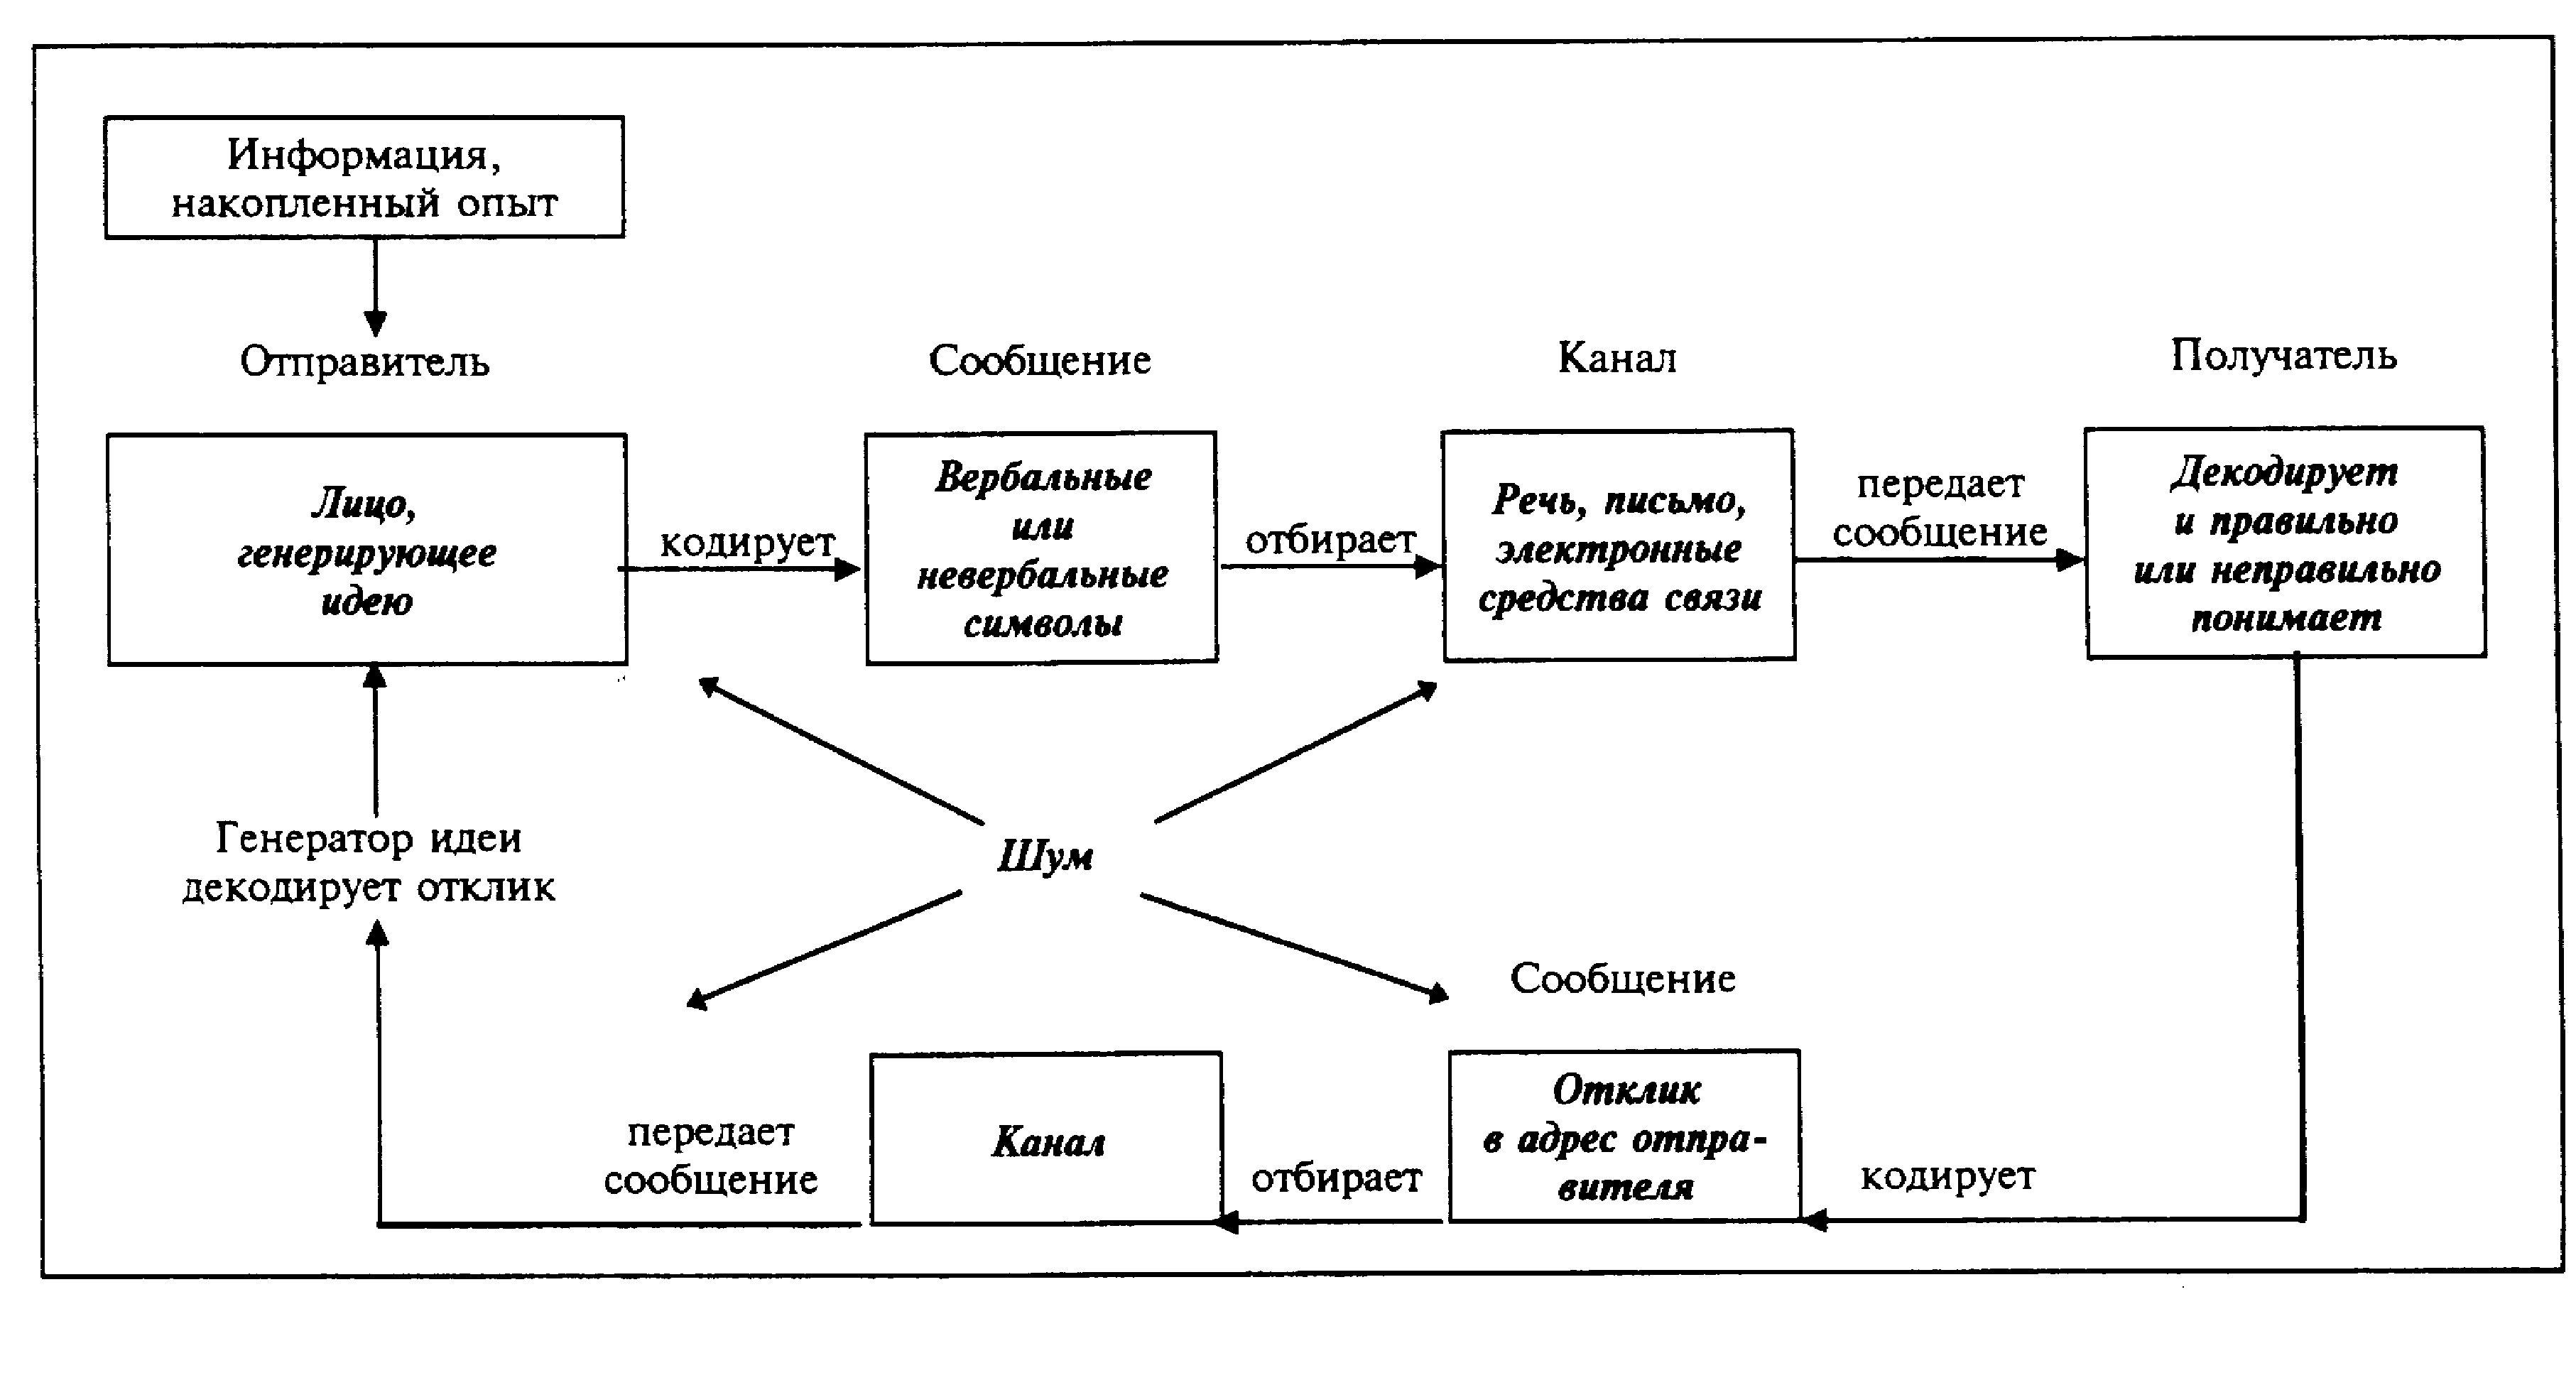 Информация,
накопленный опыт
Отправитель
Сообщение
Канал
Получатель
Лицо,
генерирующее
идею
кодирует
Вербальные
или
невербальные
символы
отбирает
Речь, письмо,
электронные
средства связи
передает
сообщение
Декодирует
и правильно
или неправильно
понимает
Генератор идеи
декодирует отклик
Шум
Сообщение
передает
сообщение
Канал
отбирает
Отклик
в адрес отпра-
вителя
кодирует